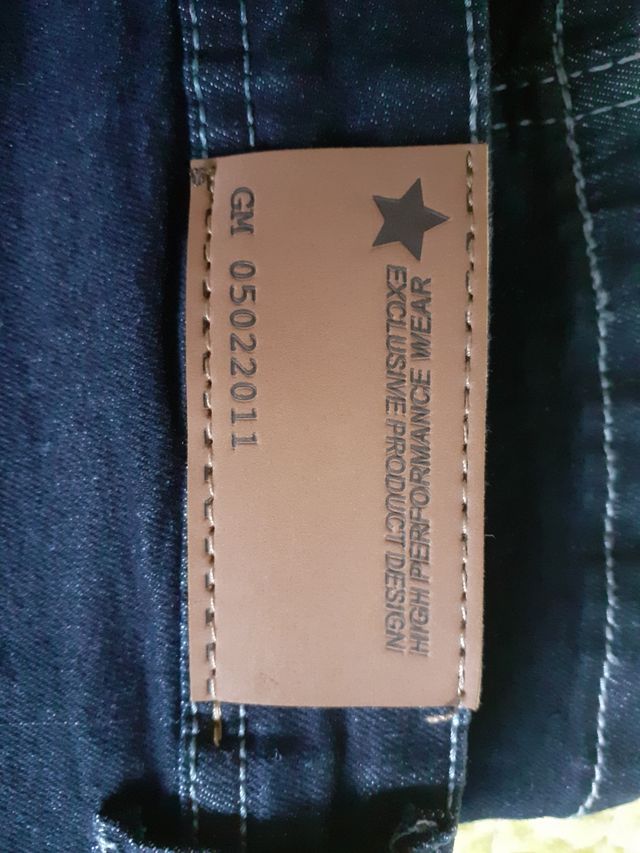 HIGH PERFORMANCE WEAR
EXCLUSIVE PRODUCT DESIGN
GM 05022011